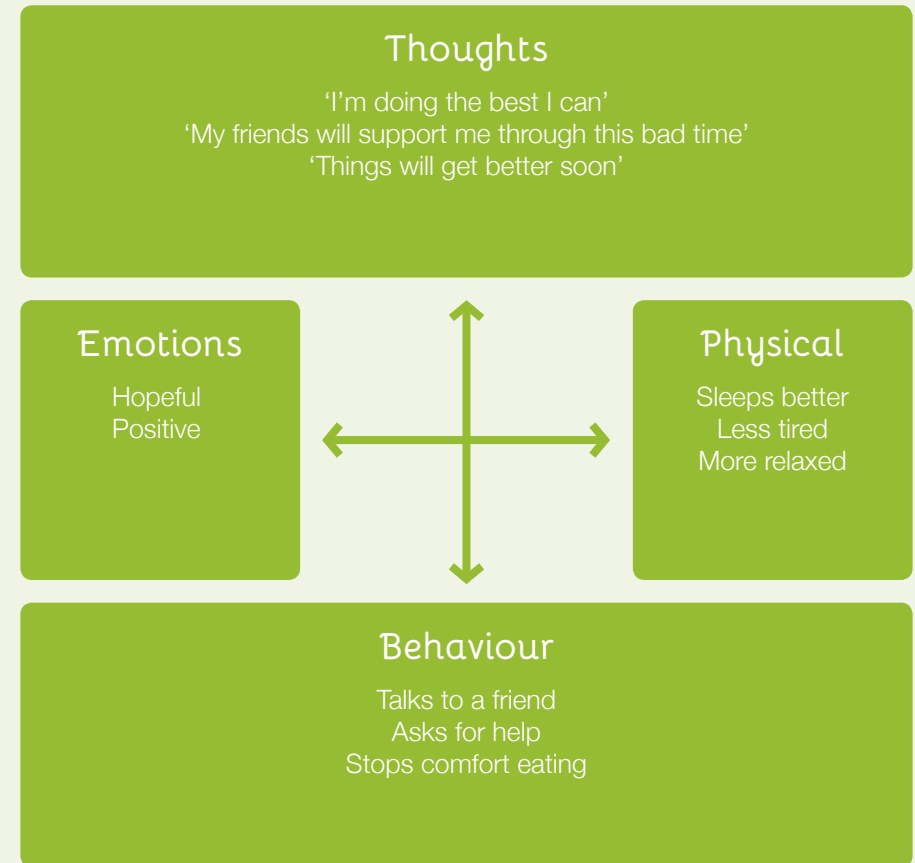 Thoughts
‘I’m doing the best I can’
‘My friends will support me through this bad time’
‘Things will get better soon’
Emotions
Hopeful
Positive
Physical
Sleeps better
Less tired
More relaxed
Behaviour
Talks to a friend
Asks for help
Stops comfort eating